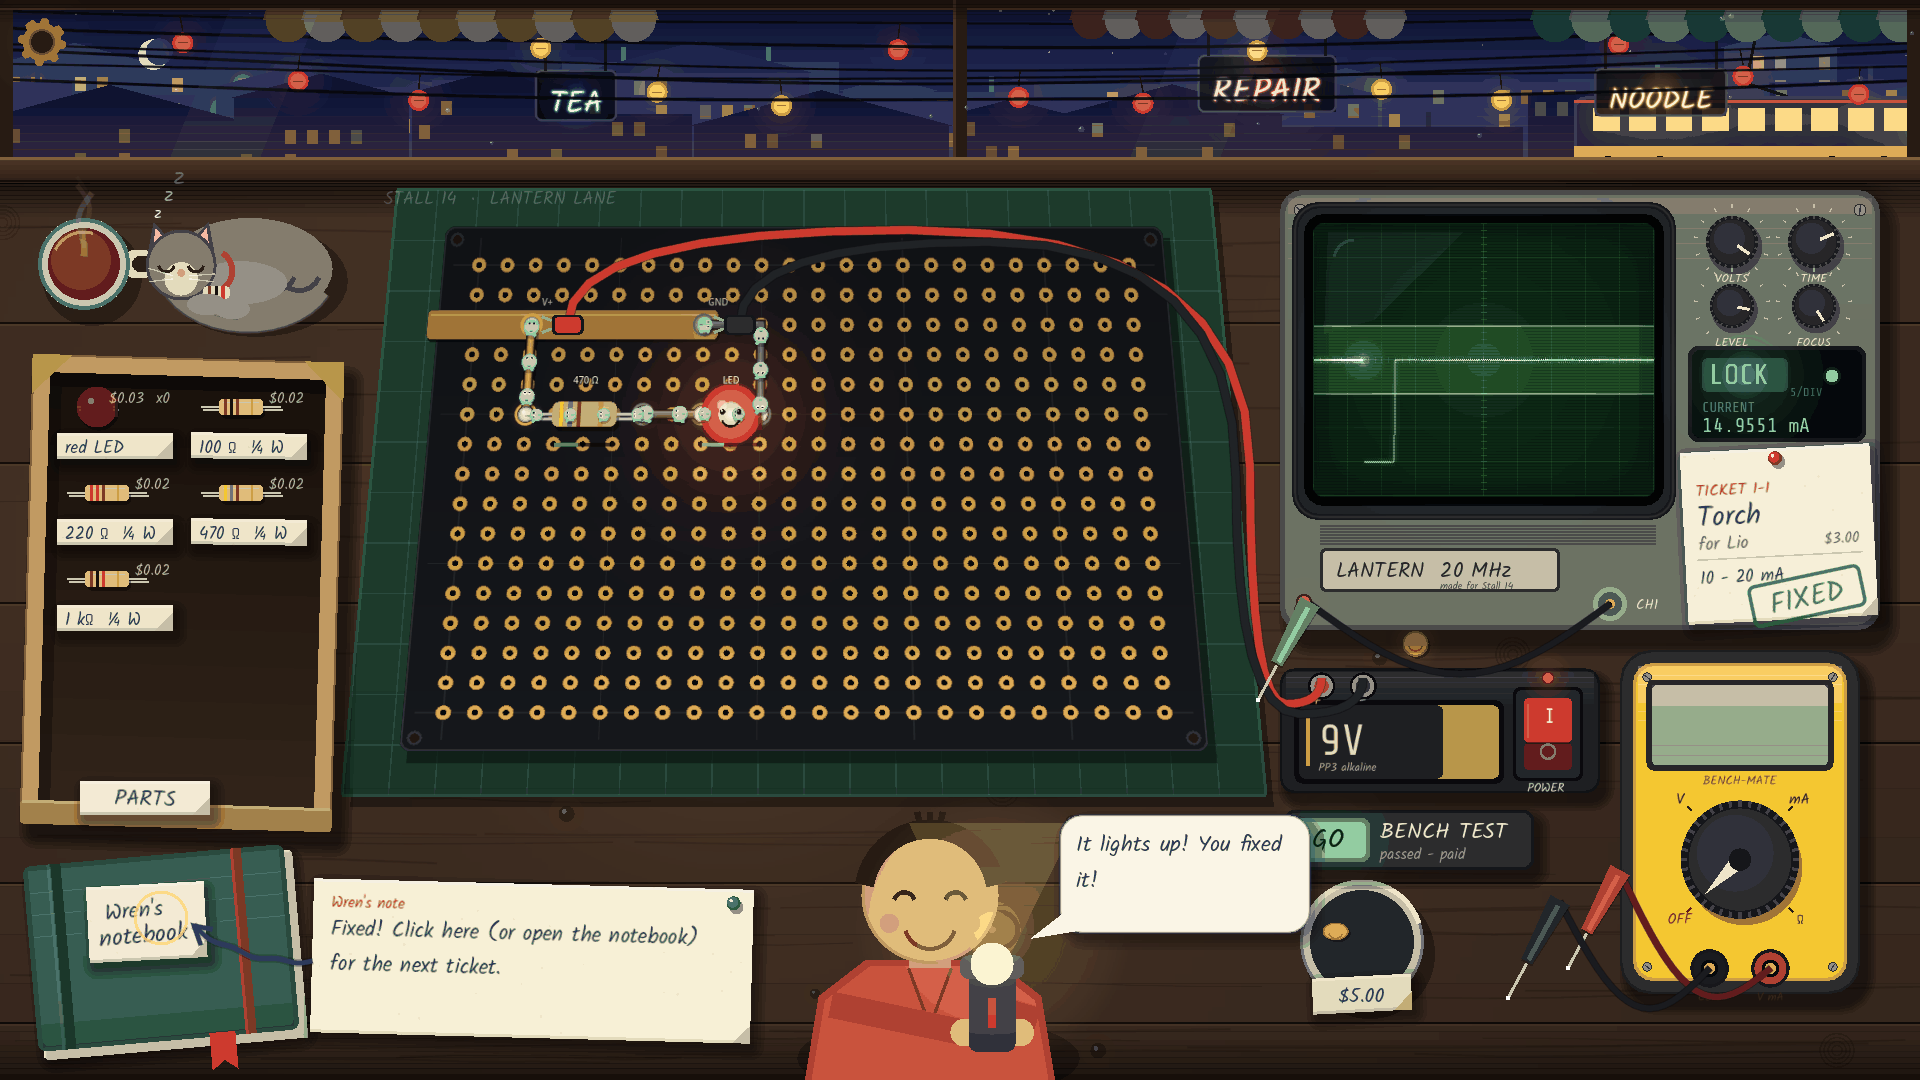 TEA
REPAIR
NOODLE
z
z
z
STALL 14 · LANTERN LANE
V+
GND
470 Ω
LED
$0.03 x0
$0.02
red LED
100 Ω ¼ W
$0.02
$0.02
220 Ω ¼ W
470 Ω ¼ W
$0.02
1 kΩ ¼ W
PARTS
VOLTS
TIME
LEVEL
FOCUS
LOCK
S/DIV
CURRENT
14.9551 mA
LANTERN 20 MHz
made for Stall 14
CH1
TICKET 1-1
Torch
for Lio
$3.00
10 - 20 mA
FIXED
9V
PP3 alkaline
I
POWER
GO
BENCH TEST
passed - paid
BENCH-MATE
V
mA
OFF
Ω
$5.00
Wren's
notebook
Wren's note
Fixed! Click here (or open the notebook)
for the next ticket.
It lights up! You fixed
it!